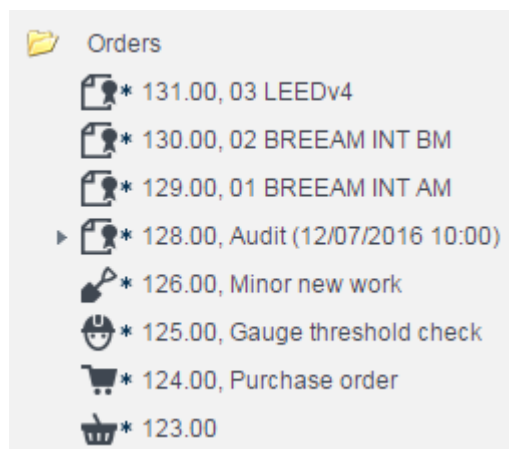 Orders
* 131.00, 03 LEEDv4
* 130.00, 02 BREEAM INT BM
* 129.00, 01 BREEAM INT AM
* 128.00, Audit (12/07/2016 10:00)
* 126.00, Minor new work
* 125.00, Gauge threshold check
* 124.00, Purchase order
* 123.00